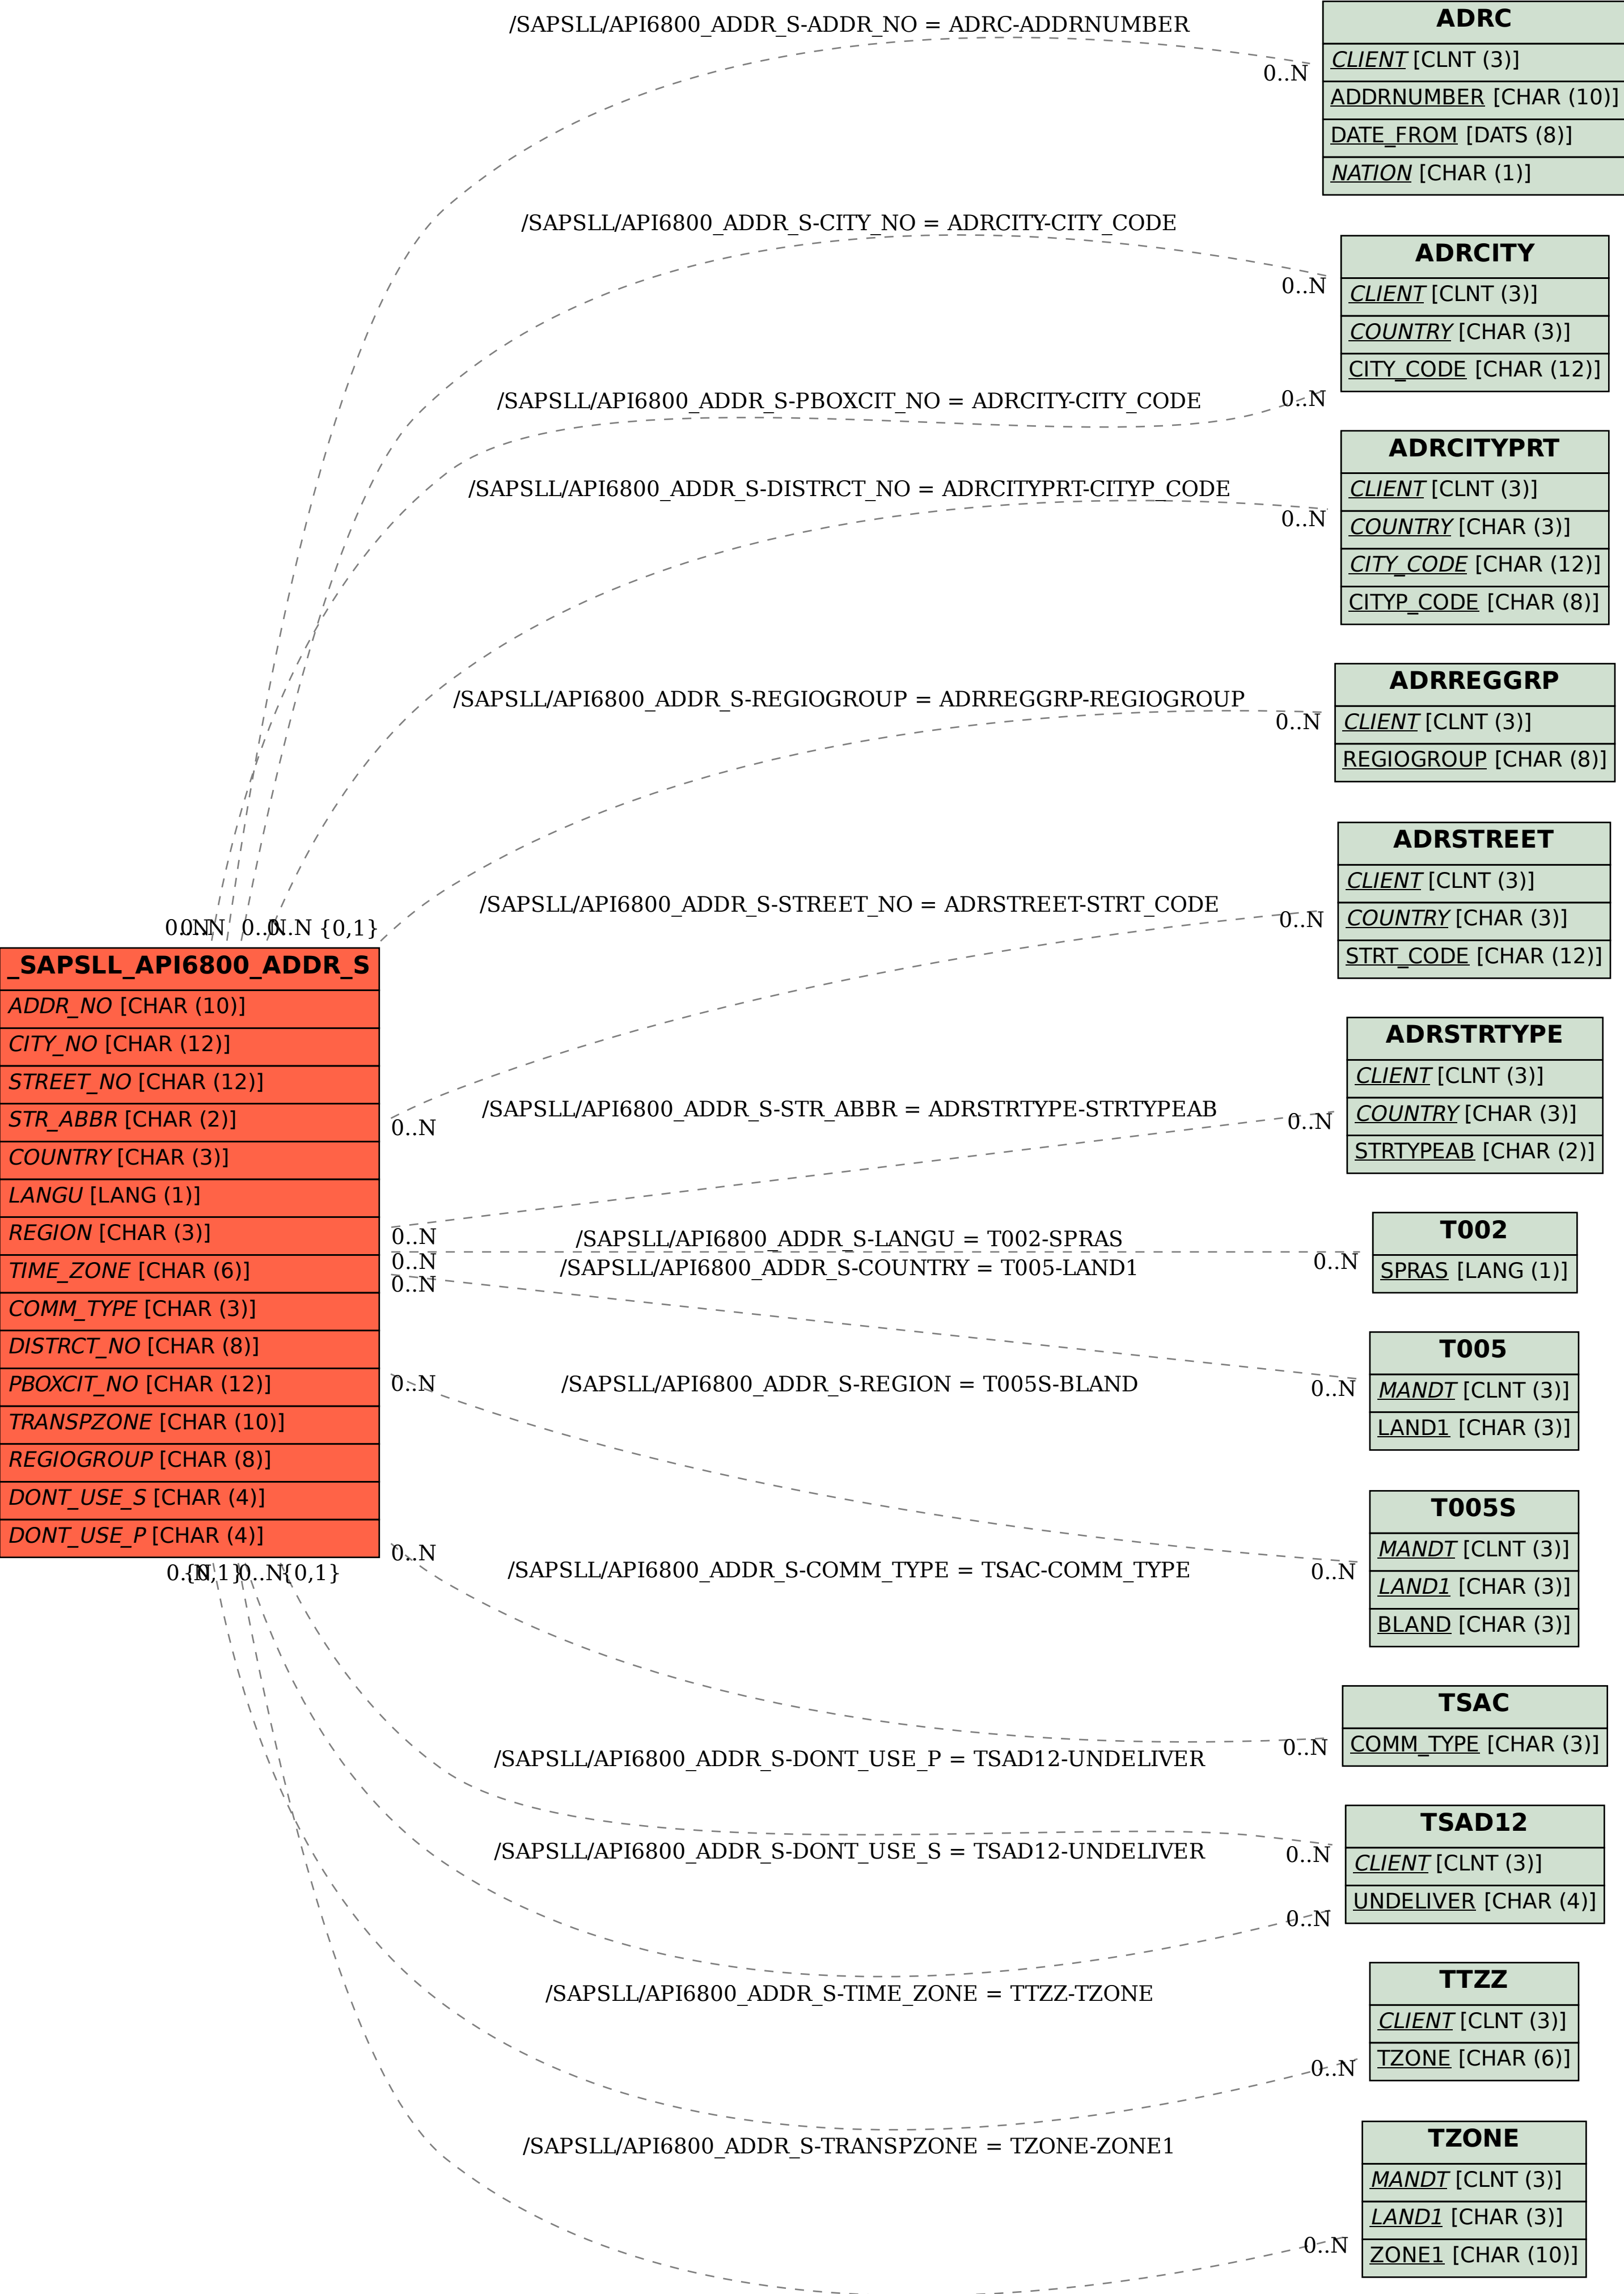 /SAPSLL/API6800_ADDR_S-ADDR_NO = ADRC-ADDRNUMBER
0..N
ADRC
CLIENT [CLNT (3)]
ADDRNUMBER [CHAR (10)]
DATE_FROM [DATS (8)]
NATION [CHAR (1)]
/SAPSLL/API6800_ADDR_S-CITY_NO = ADRCITY-CITY_CODE
0..N
ADRCITY
CLIENT [CLNT (3)]
COUNTRY [CHAR (3)]
CITY_CODE [CHAR (12)]
/SAPSLL/API6800_ADDR_S-PBOXCIT_NO = ADRCITY-CITY_CODE
0..N
ADRCITYPRT
CLIENT [CLNT (3)]
COUNTRY [CHAR (3)]
CITY_CODE [CHAR (12)]
CITYP_CODE [CHAR (8)]
/SAPSLL/API6800_ADDR_S-DISTRCT_NO = ADRCITYPRT-CITYP_CODE
0..N
ADRREGGRP
CLIENT [CLNT (3)]
REGIOGROUP [CHAR (8)]
/SAPSLL/API6800_ADDR_S-REGIOGROUP = ADRREGGRP-REGIOGROUP
0..N
ADRSTREET
CLIENT [CLNT (3)]
COUNTRY [CHAR (3)]
STRT_CODE [CHAR (12)]
/SAPSLL/API6800_ADDR_S-STREET_NO = ADRSTREET-STRT_CODE
0..N
0..N
0..N
0..N
0..N
{0,1}
_SAPSLL_API6800_ADDR_S
ADDR_NO [CHAR (10)]
CITY_NO [CHAR (12)]
STREET_NO [CHAR (12)]
STR_ABBR [CHAR (2)]
COUNTRY [CHAR (3)]
LANGU [LANG (1)]
REGION [CHAR (3)]
TIME_ZONE [CHAR (6)]
COMM_TYPE [CHAR (3)]
DISTRCT_NO [CHAR (8)]
PBOXCIT_NO [CHAR (12)]
TRANSPZONE [CHAR (10)]
REGIOGROUP [CHAR (8)]
DONT_USE_S [CHAR (4)]
DONT_USE_P [CHAR (4)]
0..N
0..N
0..N
0..N
0..N
0..N
0..N
{0,1}
0..N
{0,1}
ADRSTRTYPE
CLIENT [CLNT (3)]
COUNTRY [CHAR (3)]
STRTYPEAB [CHAR (2)]
/SAPSLL/API6800_ADDR_S-STR_ABBR = ADRSTRTYPE-STRTYPEAB
0..N
T002
SPRAS [LANG (1)]
/SAPSLL/API6800_ADDR_S-LANGU = T002-SPRAS
0..N
/SAPSLL/API6800_ADDR_S-COUNTRY = T005-LAND1
T005
MANDT [CLNT (3)]
LAND1 [CHAR (3)]
/SAPSLL/API6800_ADDR_S-REGION = T005S-BLAND
0..N
T005S
MANDT [CLNT (3)]
LAND1 [CHAR (3)]
BLAND [CHAR (3)]
/SAPSLL/API6800_ADDR_S-COMM_TYPE = TSAC-COMM_TYPE
0..N
TSAC
COMM_TYPE [CHAR (3)]
/SAPSLL/API6800_ADDR_S-DONT_USE_P = TSAD12-UNDELIVER
0..N
TSAD12
CLIENT [CLNT (3)]
UNDELIVER [CHAR (4)]
/SAPSLL/API6800_ADDR_S-DONT_USE_S = TSAD12-UNDELIVER
0..N
0..N
TTZZ
CLIENT [CLNT (3)]
TZONE [CHAR (6)]
/SAPSLL/API6800_ADDR_S-TIME_ZONE = TTZZ-TZONE
0..N
TZONE
MANDT [CLNT (3)]
LAND1 [CHAR (3)]
ZONE1 [CHAR (10)]
/SAPSLL/API6800_ADDR_S-TRANSPZONE = TZONE-ZONE1
0..N